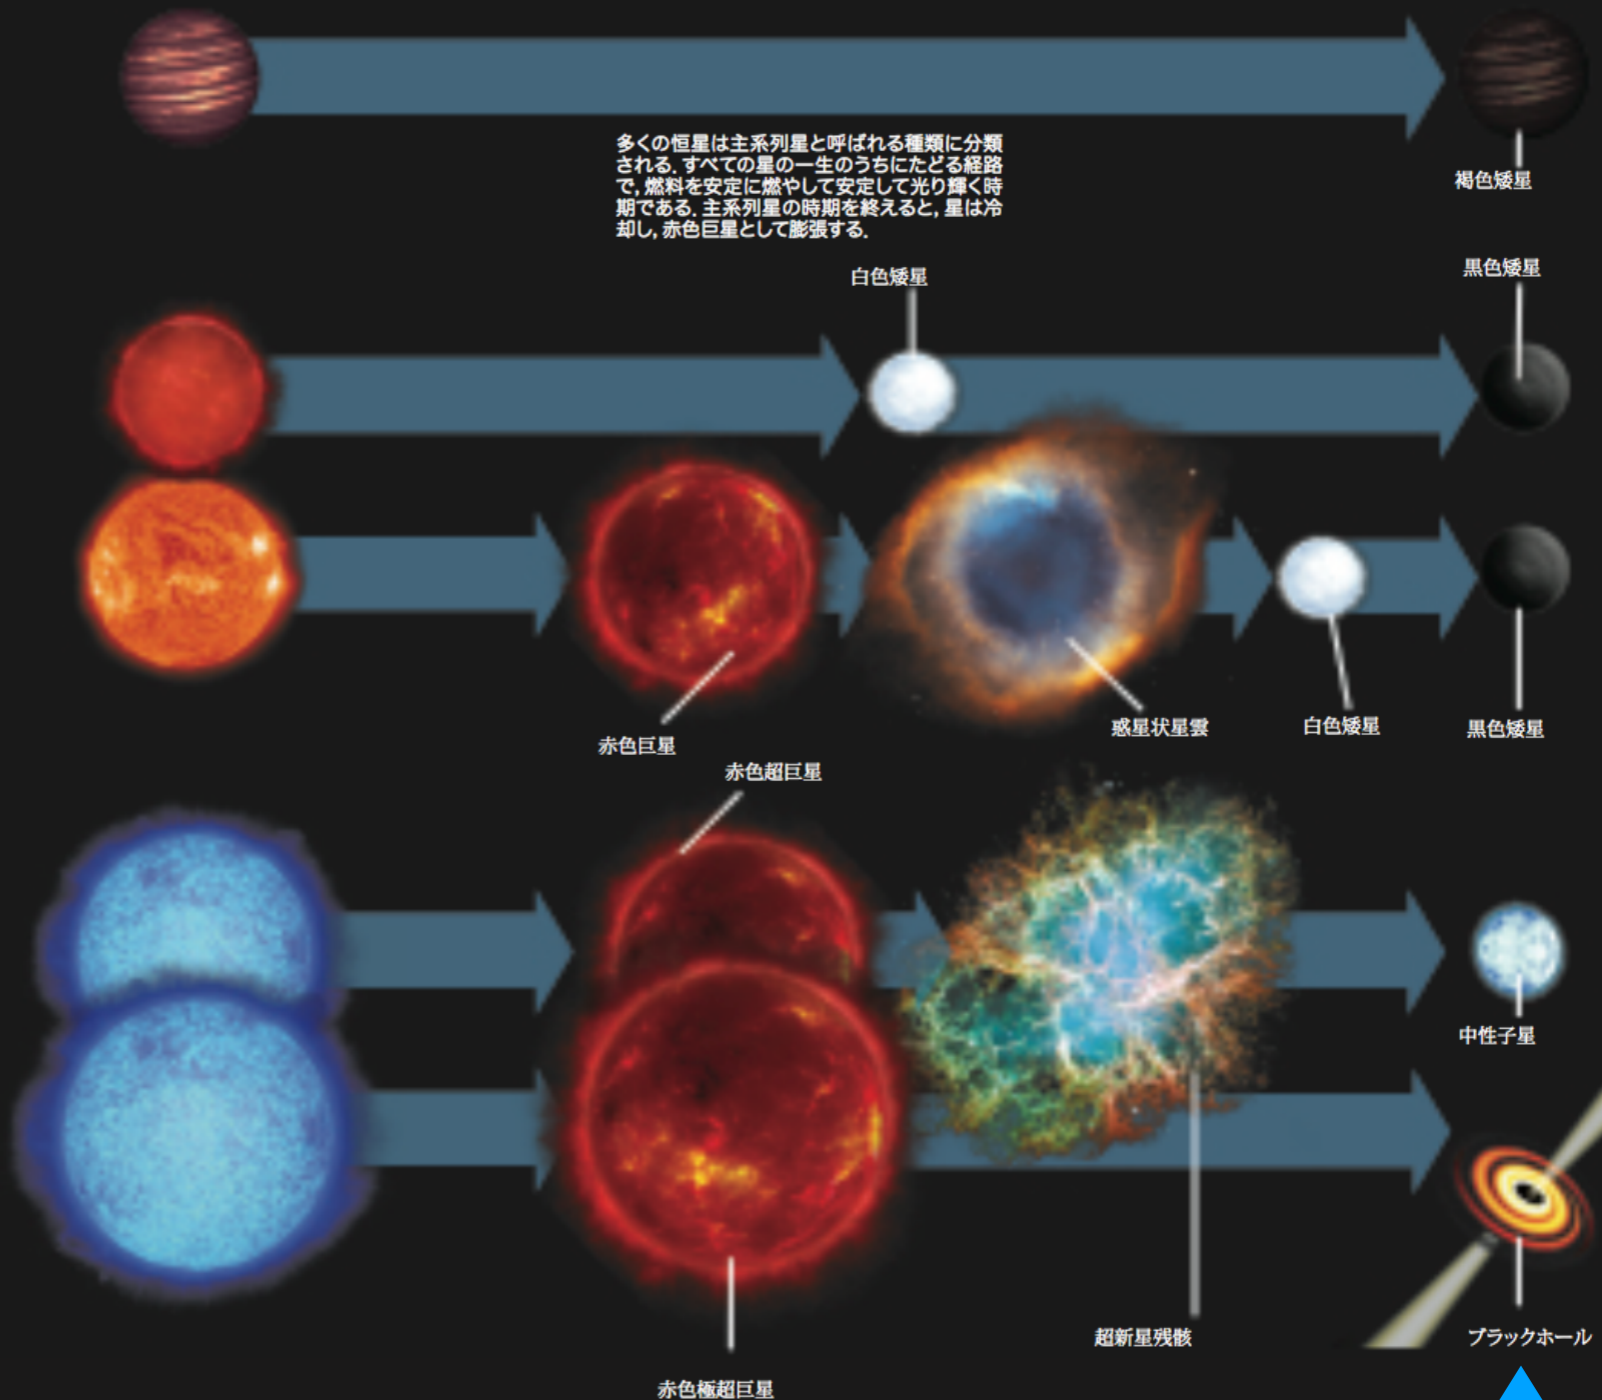 多くの恒星は主系列星と呼ばれる種類に分類
される．すべての星の一生のうちにたどる経路
で，燃料を安定に燃やして安定して光り輝く時
期である．主系列星の時期を終えると，星は冷
却し，赤色巨星として膨張する．
褐色矮星
白色矮星
黒色矮星
赤色巨星
惑星状星雲
白色矮星
黒色矮星
赤色超巨星
中性子星
超新星残骸
ブラックホール
赤色極超巨星